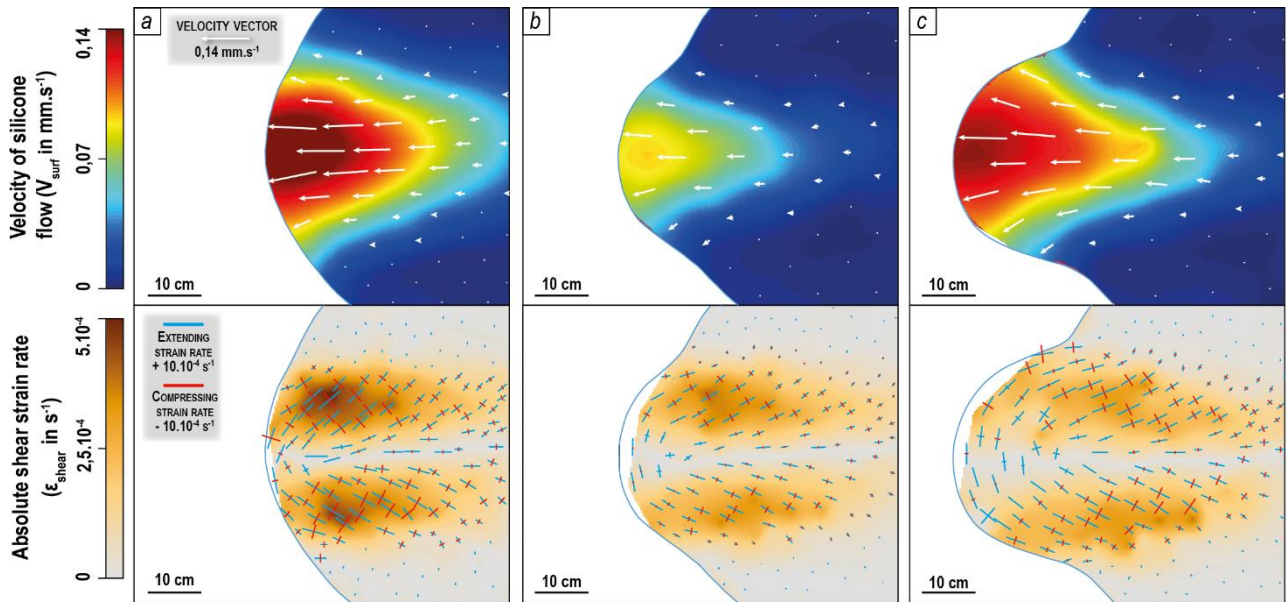 Velocity of silicone
flow (Vsurf in mm.s-1)
0,14
0,07
0
a
VELOCITY VECTOR
0,14 mm.s-1
10 cm
b
10 cm
c
10 cm
Absolute shear strain rate
(εshear in s-1)
5.10-4
2,5.10-4
0
EXTENDING
STRAIN RATE
+ 10.10-4 s-1
COMPRESSING
STRAIN RATE
- 10.10-4 s-1
10 cm
10 cm
10 cm